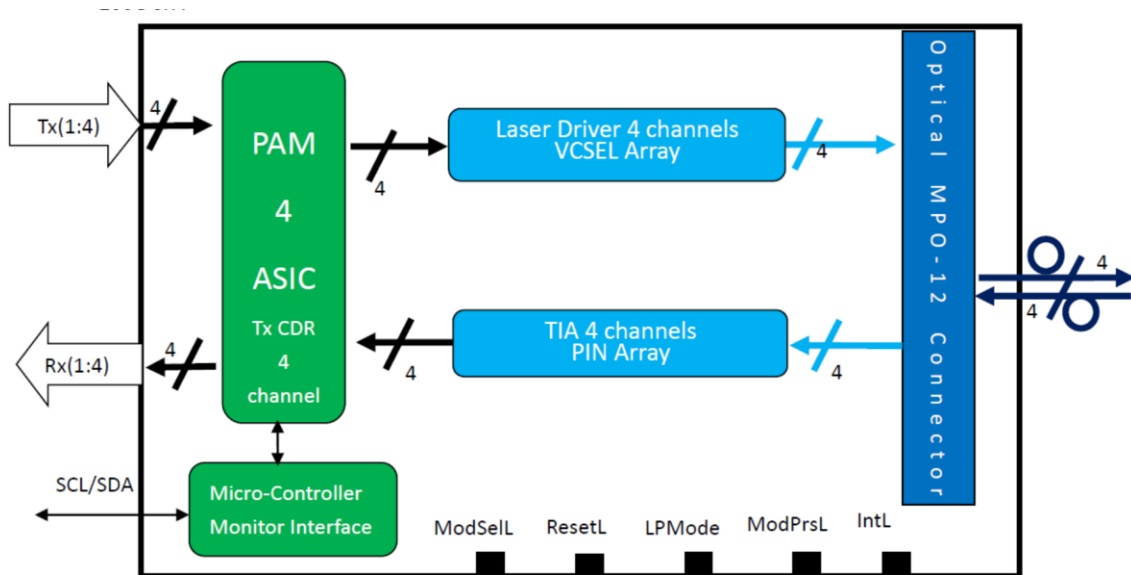 Tx(1:4)
4
PAM
4
ASIC
Tx CDR
4
channel
4
Laser Driver 4 channels
VCSEL Array
4
Optical MPO-12 Connector
4
4
Rx(1:4)
4
4
TIA 4 channels
PIN Array
4
SCL/SDA
Micro-Controller
Monitor Interface
ModSelL
ResetL
LPMode
ModPrsL
IntL